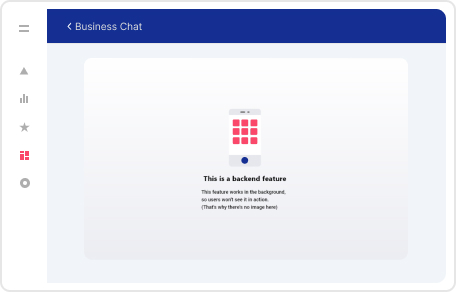 Business Chat
This is a backend feature
This feature works in the background,
so users won't see it in action.
(That's why there's no image here)